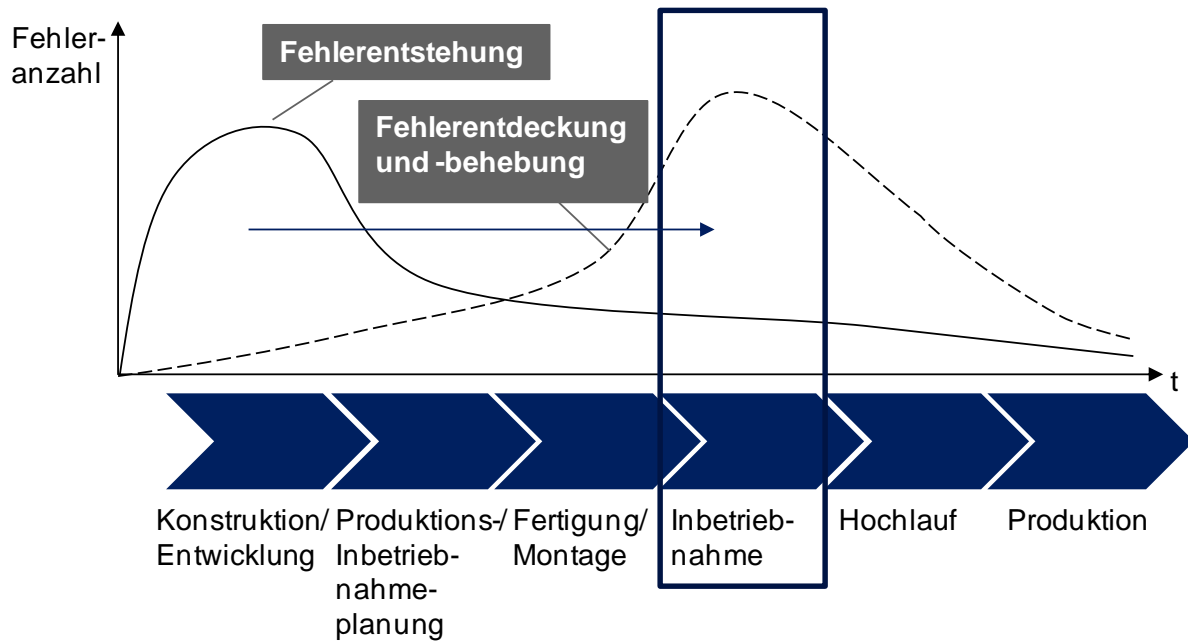 Fehler-
anzahl
Fehlerentstehung
Fehlerentdeckung
und -behebung
t
Konstruktion/
Entwicklung
Produktions-/
Inbetrieb-
nahme-
planung
Fertigung/
Montage
Inbetrieb-
nahme
Hochlauf
Produktion